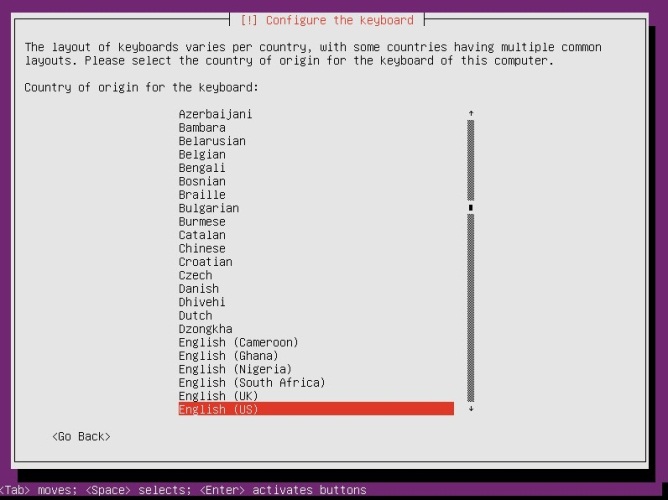 [!] Configure the keyboard
The layout of keyboards varies per country, with some countries having multiple common
layouts. Please select the country of origin for the keyboard of this computer.
Country of origin for the keyboard:
Azerbaijani
Bambara
Belarusian
Belgian
Bengali
Bosnian
Braille
Bulgarian
Burmese
Catalan
Chinese
Croatian
Czech
Danish
Dhivehi
Dutch
Dzongkha
English (Cameroon)
English (Ghana)
English (Nigeria)
English (South Africa)
English (UK)
English (US)
<Go Back>
<Tab> moves; <Space> selects; <Enter> activates buttons